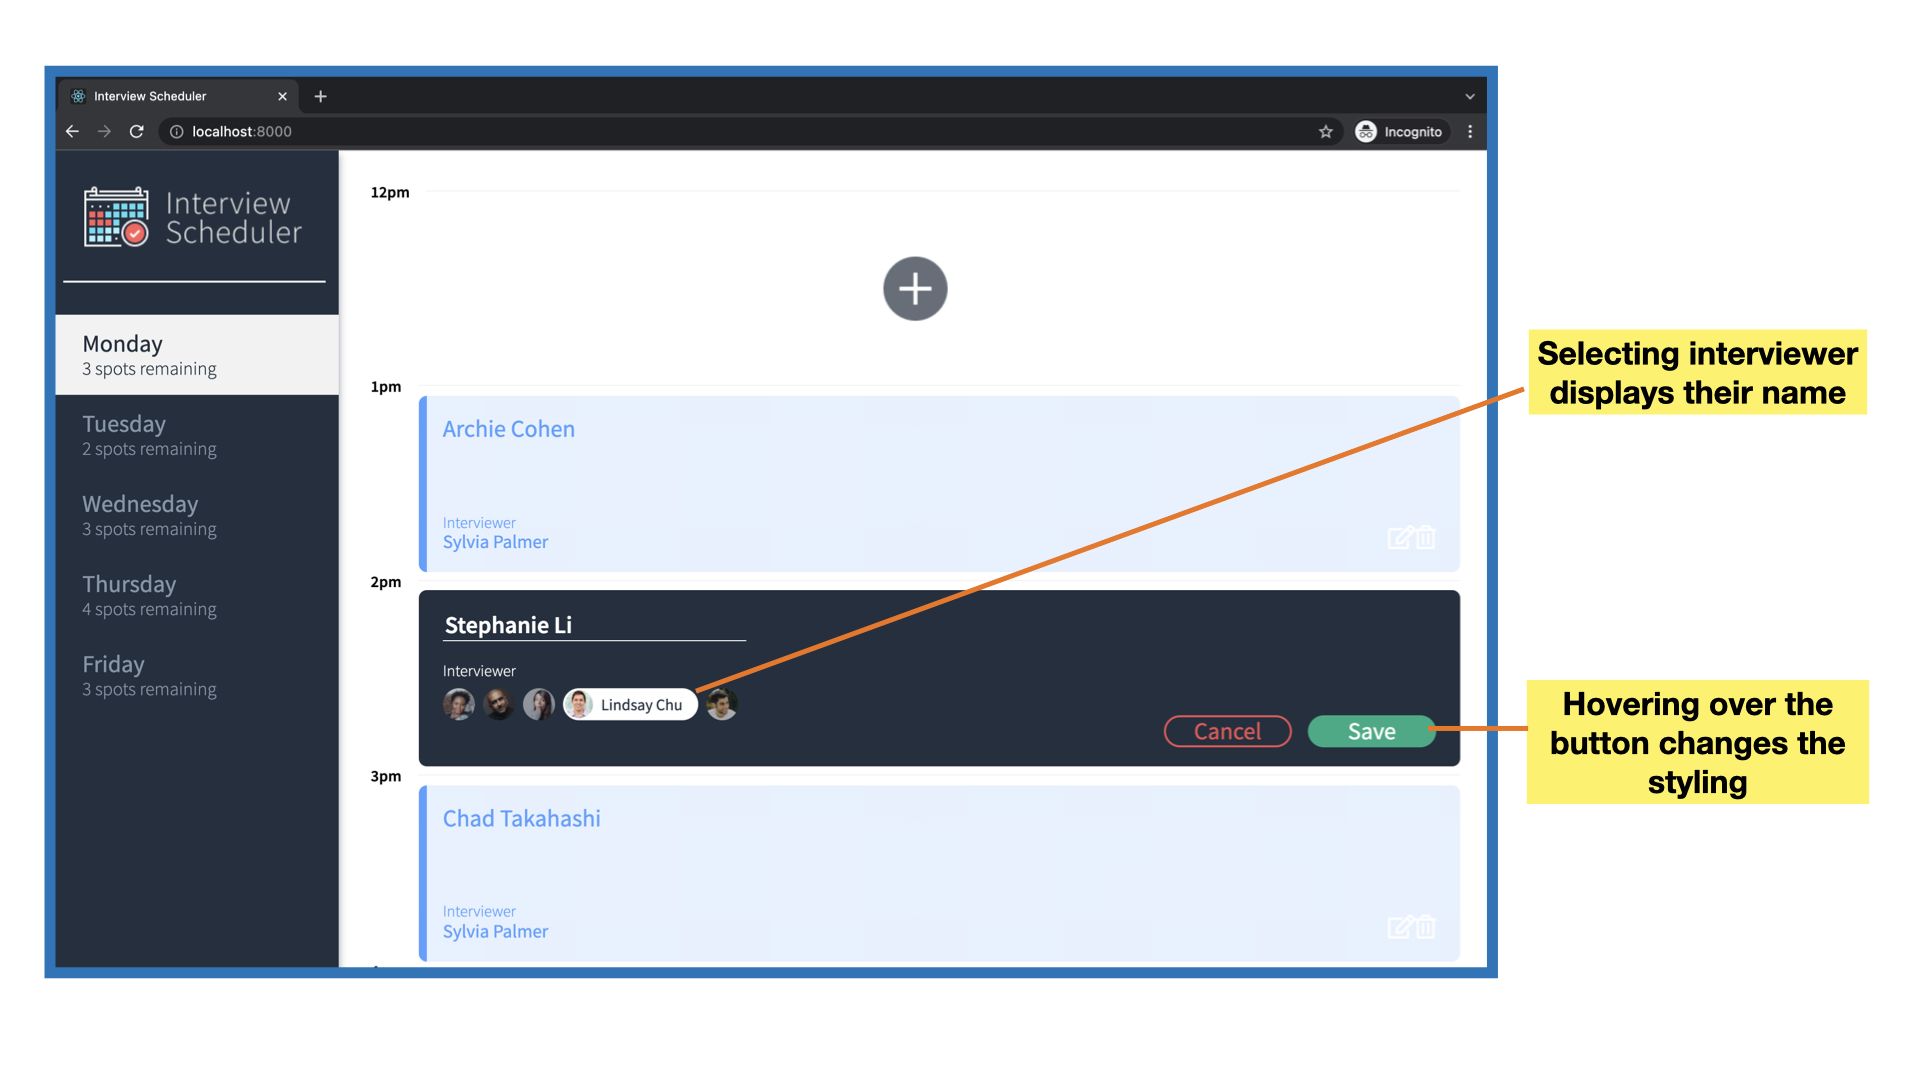 Interview Scheduler
localhost:8000
Incognito
Interview
Scheduler
Monday
3 spots remaining
Tuesday
2 spots remaining
Wednesday
3 spots remaining
Thursday
4 spots remaining
Friday
3 spots remaining
12pm
1pm
Archie Cohen
Interviewer
Sylvia Palmer
2pm
Stephanie Li
Interviewer
Lindsay Chu
Cancel
Save
3pm
Chad Takahashi
Interviewer
Sylvia Palmer
Selecting interviewer
displays their name
Hovering over the
button changes the
styling